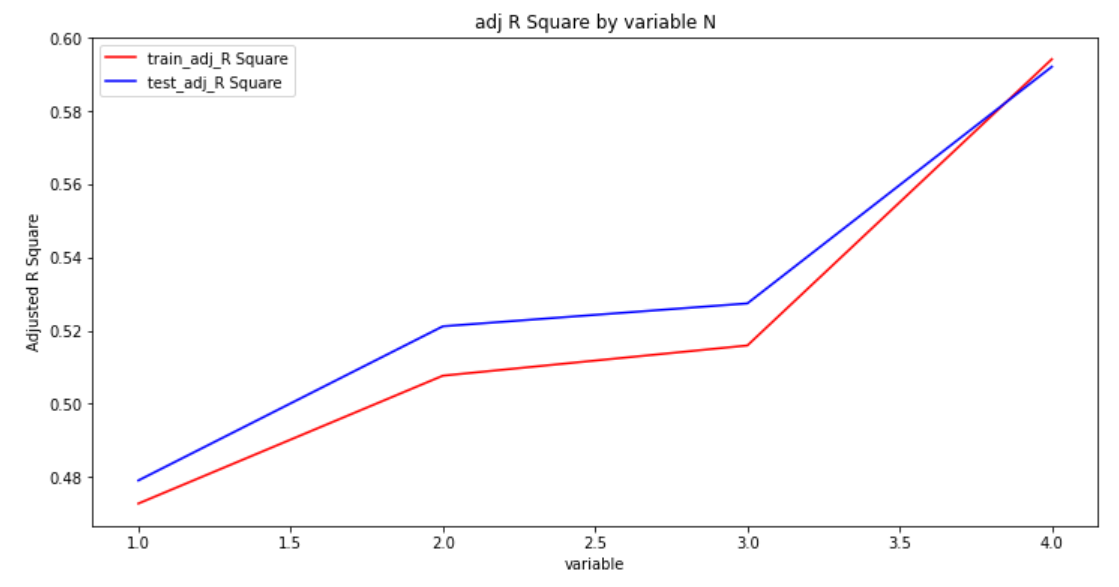 adj R Square by variable N
train_adj_R Square
test_adj_R Square
0.60
0.58
0.56
0.54
0.52
0.50
0.48
Adjusted R Square
1.0 1.5 2.0 2.5 3.0 3.5 4.0
variable